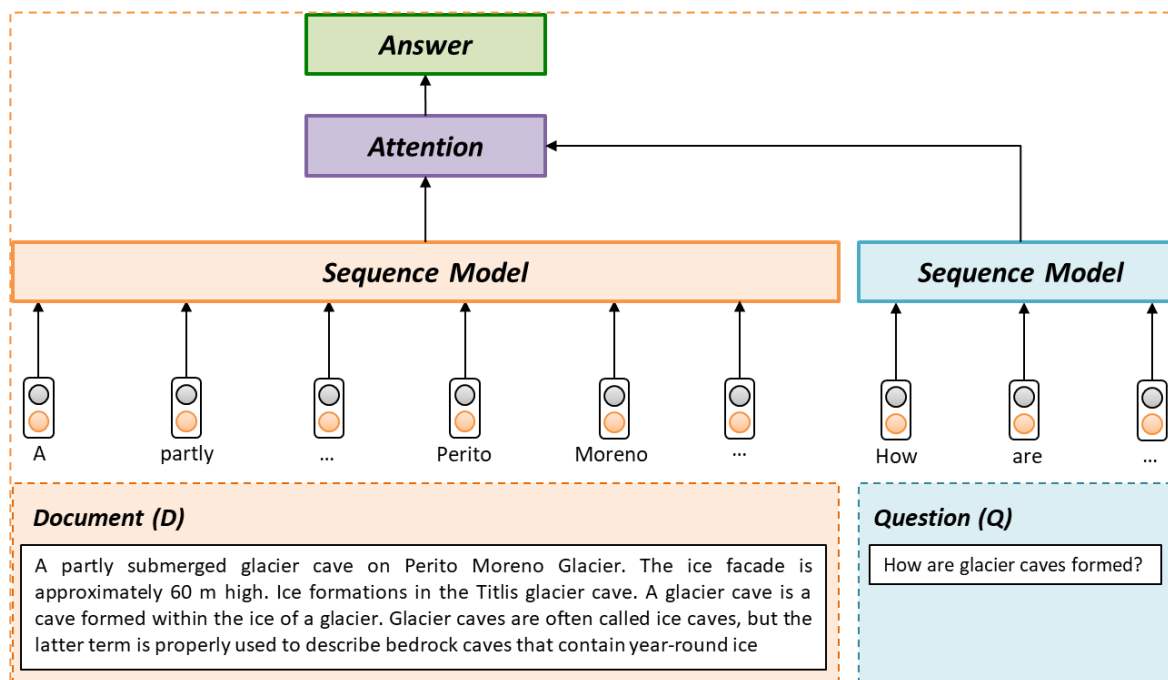 Answer
Attention
Sequence Model
Sequence Model
A
partly
...
Perito
Moreno
...
How
are
...
Document (D)
A partly submerged glacier cave on Perito Moreno Glacier. The ice facade is
approximately 60 m high. Ice formations in the Titlis glacier cave. A glacier cave is a
cave formed within the ice of a glacier. Glacier caves are often called ice caves, but the
latter term is properly used to describe bedrock caves that contain year-round ice
Question (Q)
How are glacier caves formed?